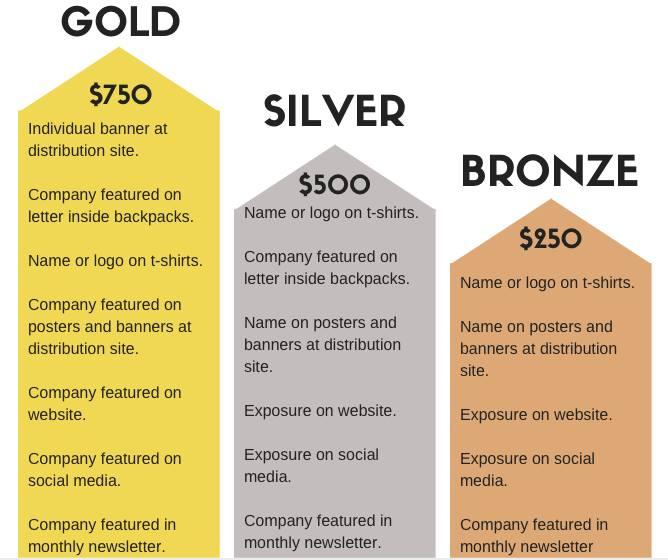 GOLD
$750
Individual banner at
distribution site.
Company featured on
letter inside backpacks.
Name or logo on t-shirts.
Company featured on
posters and banners at
distribution site.
Company featured on
website.
Company featured on
social media.
Company featured in
monthly newsletter.
SILVER
$500
Name or logo on t-shirts.
Company featured on
letter inside backpacks.
Name on posters and
banners at distribution
site.
Exposure on website.
Exposure on social
media.
Company featured in
monthly newsletter.
BRONZE
$250
Name or logo on t-shirts.
Name on posters and
banners at distribution
site.
Exposure on website.
Exposure on social
media.
Company featured in
monthly newsletter